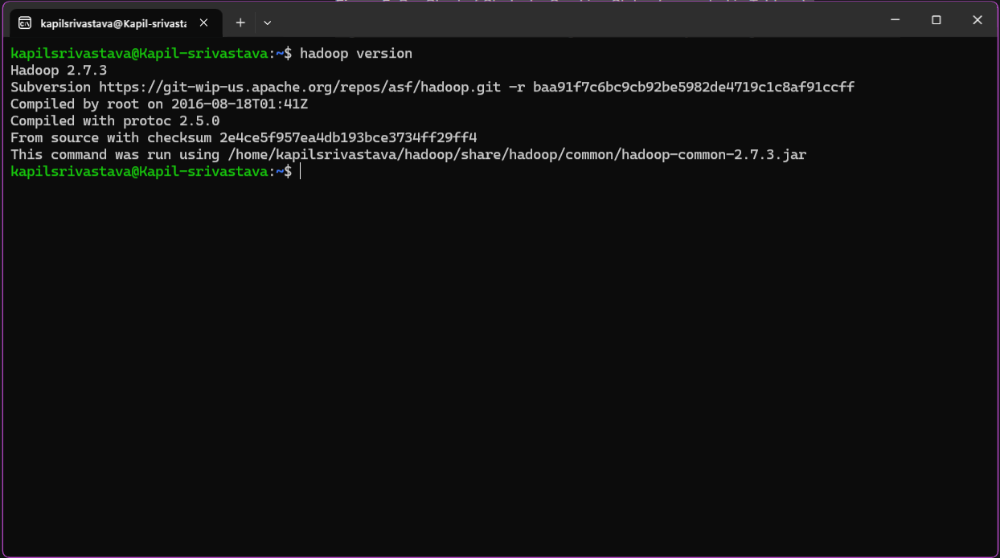 kapilsrivastava@Kapil-srivasta
kapilsrivastava@Kapil-srivastava:~$ hadoop version
Hadoop 2.7.3
Subversion https://git-wip-us.apache.org/repos/asf/hadoop.git -r baa91f7c6bc9cb92be5982de4719c1c8af91ccff
Compiled by root on 2016-08-18T01:41Z
Compiled with protoc 2.5.0
From source with checksum 2e4ce5f957ea4db193bce3734ff29ff4
This command was run using /home/kapilsrivastava/hadoop/share/hadoop/common/hadoop-common-2.7.3.jar
kapilsrivastava@Kapil-srivastava:~$